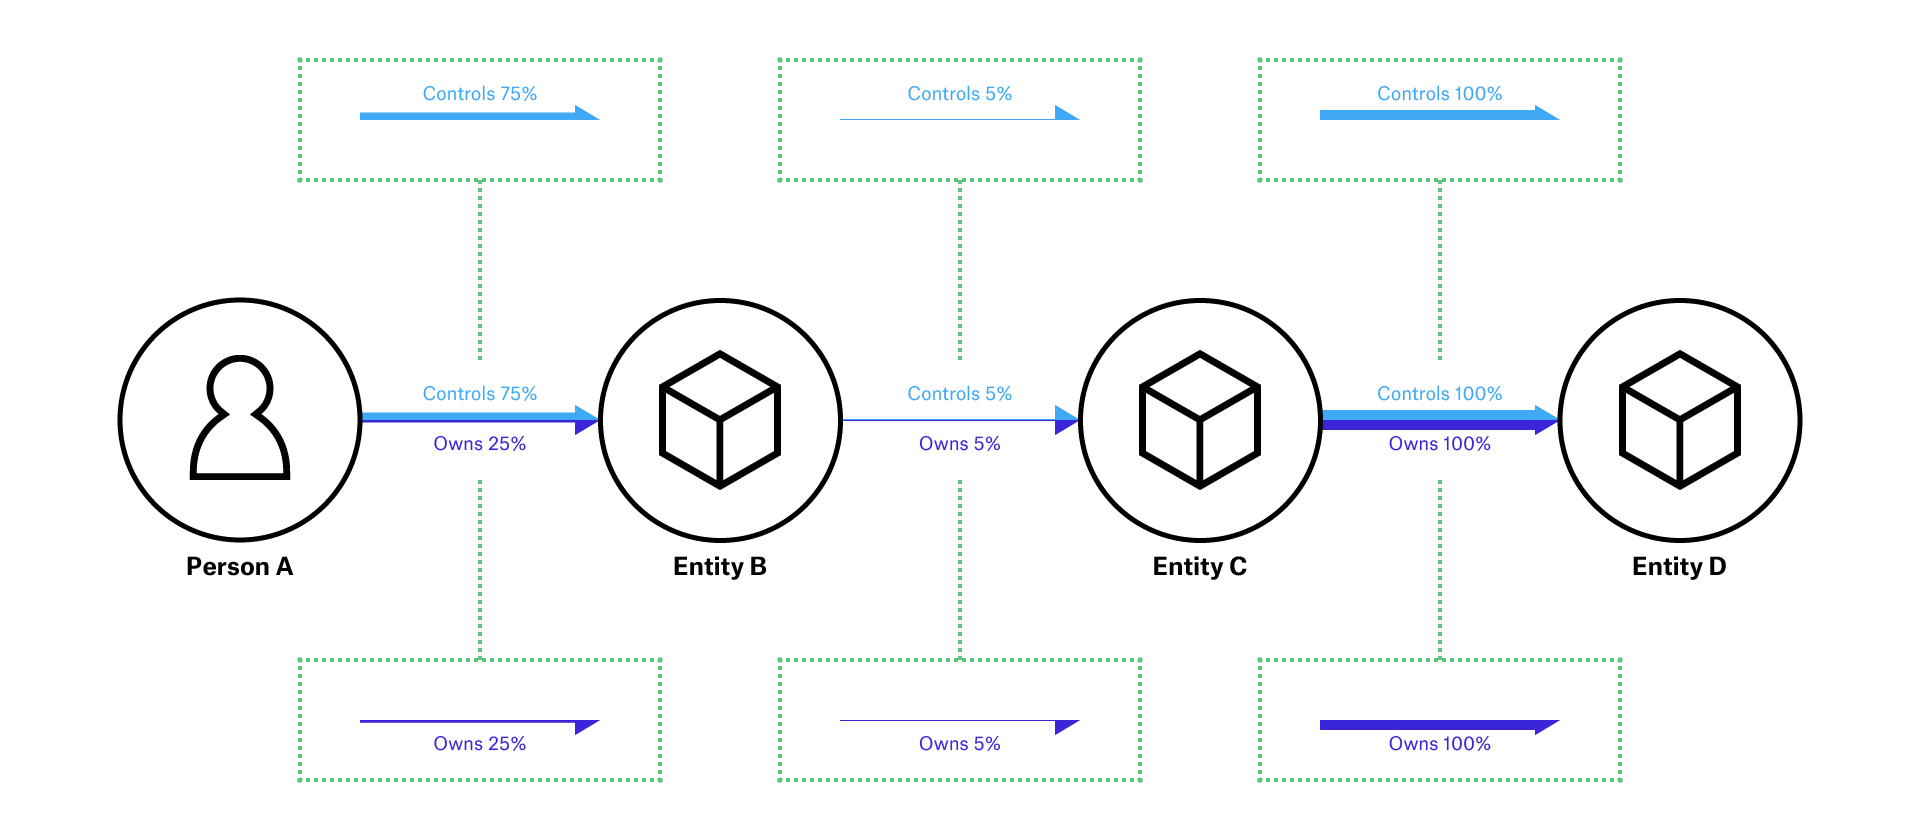 Controls 75%
Controls 5%
Controls 100%
Controls 75%
Owns 25%
Controls 5%
Owns 5%
Controls 100%
Owns 100%
Person A
Entity B
Entity C
Entity D
Owns 25%
Owns 5%
Owns 100%